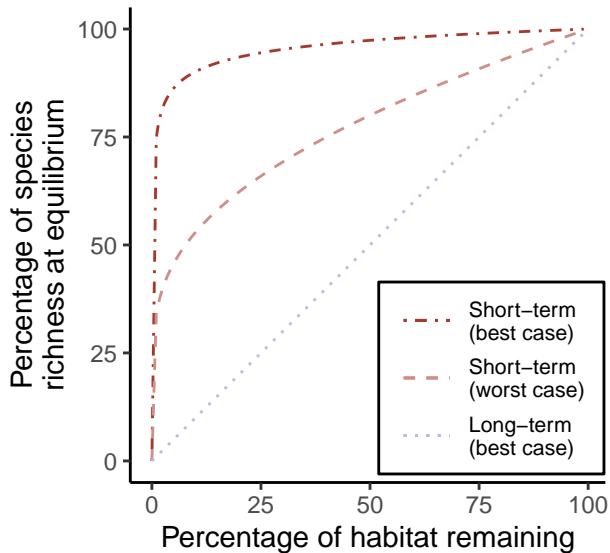 Percentage of species
richness at equilibrium
100
75
50
25
0
Short−term
(best case)
Short−term
(worst case)
Long−term
(best case)
0
25
50
75
100
Percentage of habitat remaining